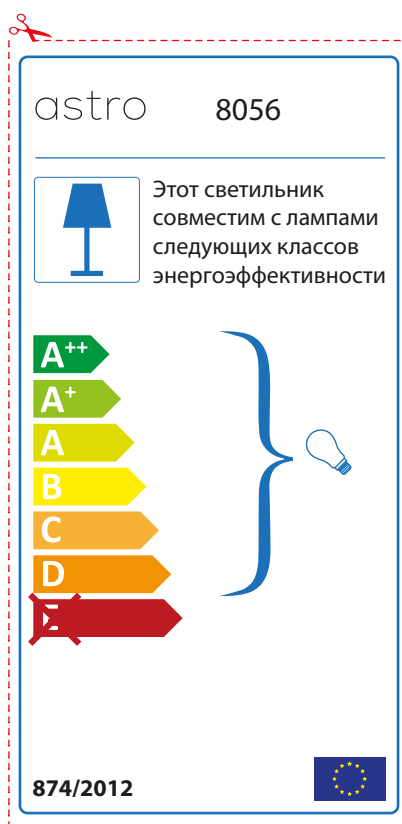 astro 8056
Этот светильник
совместим с лампами
следующих классов
энергоэффективности
A++
A+
A
B
C
D
E
874/2012